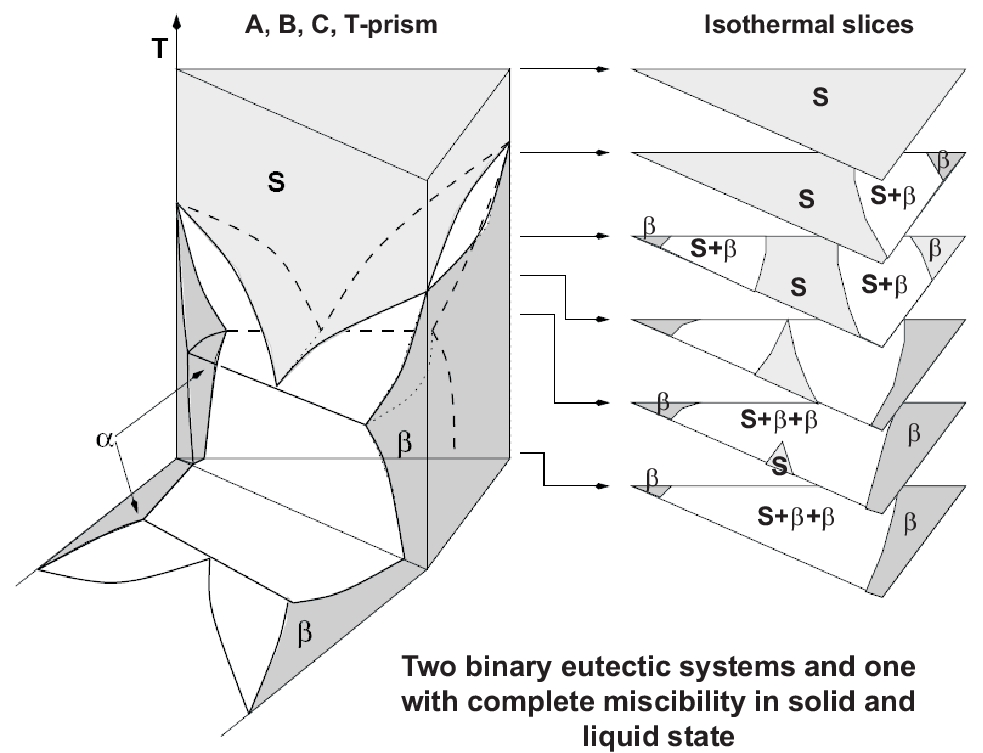 A, B, C, T-prism
Isothermal slices
T
S
S
β
S
S+β
β
S+β
β
S
S+β
α
β
β
S+β+β
β
S
β
S+β+β
β
β
Two binary eutectic systems and one
with complete miscibility in solid and
liquid state